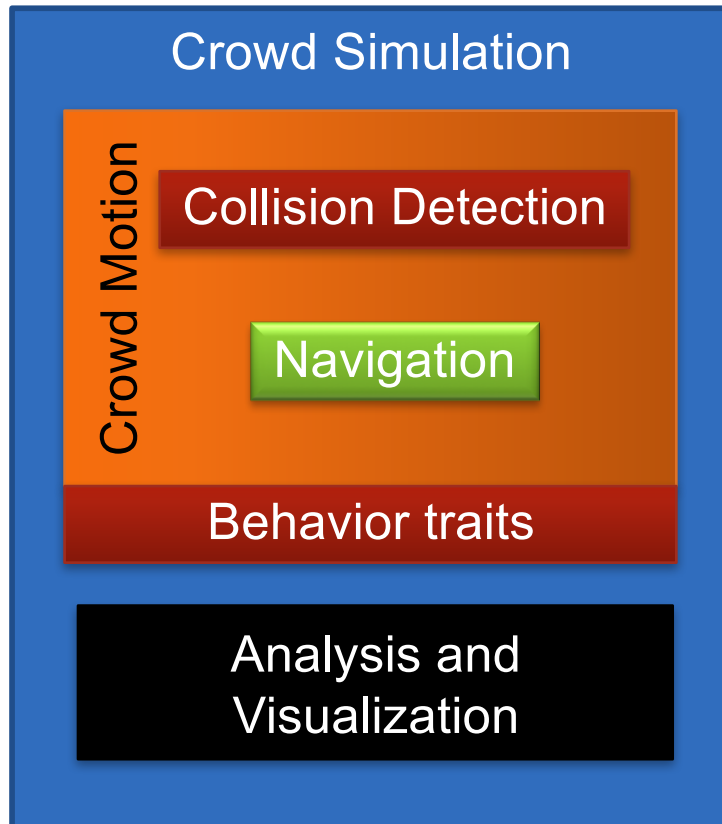 Crowd Simulation
Crowd Motion
Collision Detection
Navigation
Behavior traits
Analysis and
Visualization